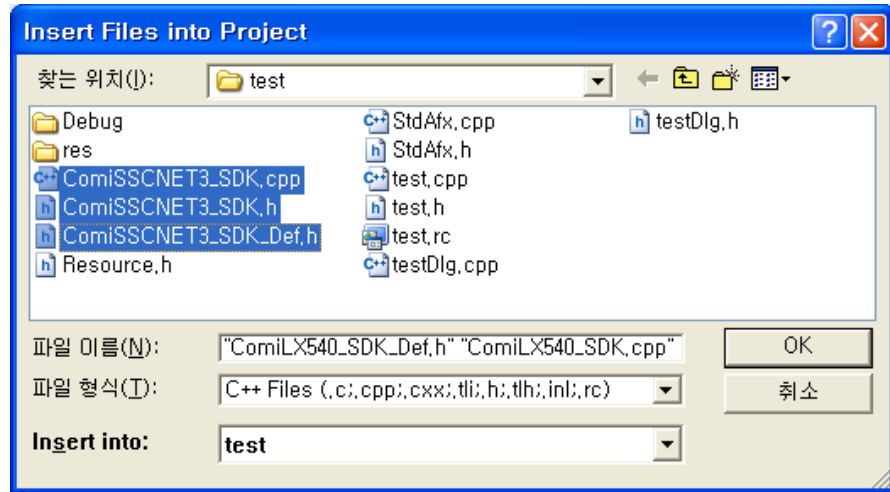 Insert Files into Project
찾는 위치(I):
test
Debug
res
ComiSSCNET3_SDK.cpp
ComiSSCNET3_SDK.h
ComiSSCNET3_SDK_Def.h
Resource.h
StdAfx.cpp
StdAfx.h
test.cpp
test.h
test.rc
testDlg.cpp
testDlg.h
파일 이름(N):
"ComiLX540_SDK_Def.h" "ComiLX540_SDK.cpp"
OK
파일 형식(T):
C++ Files (.c;.cpp;.cxx;.tli;.h;.tlh;.inl;.rc)
취소
Insert into:
test